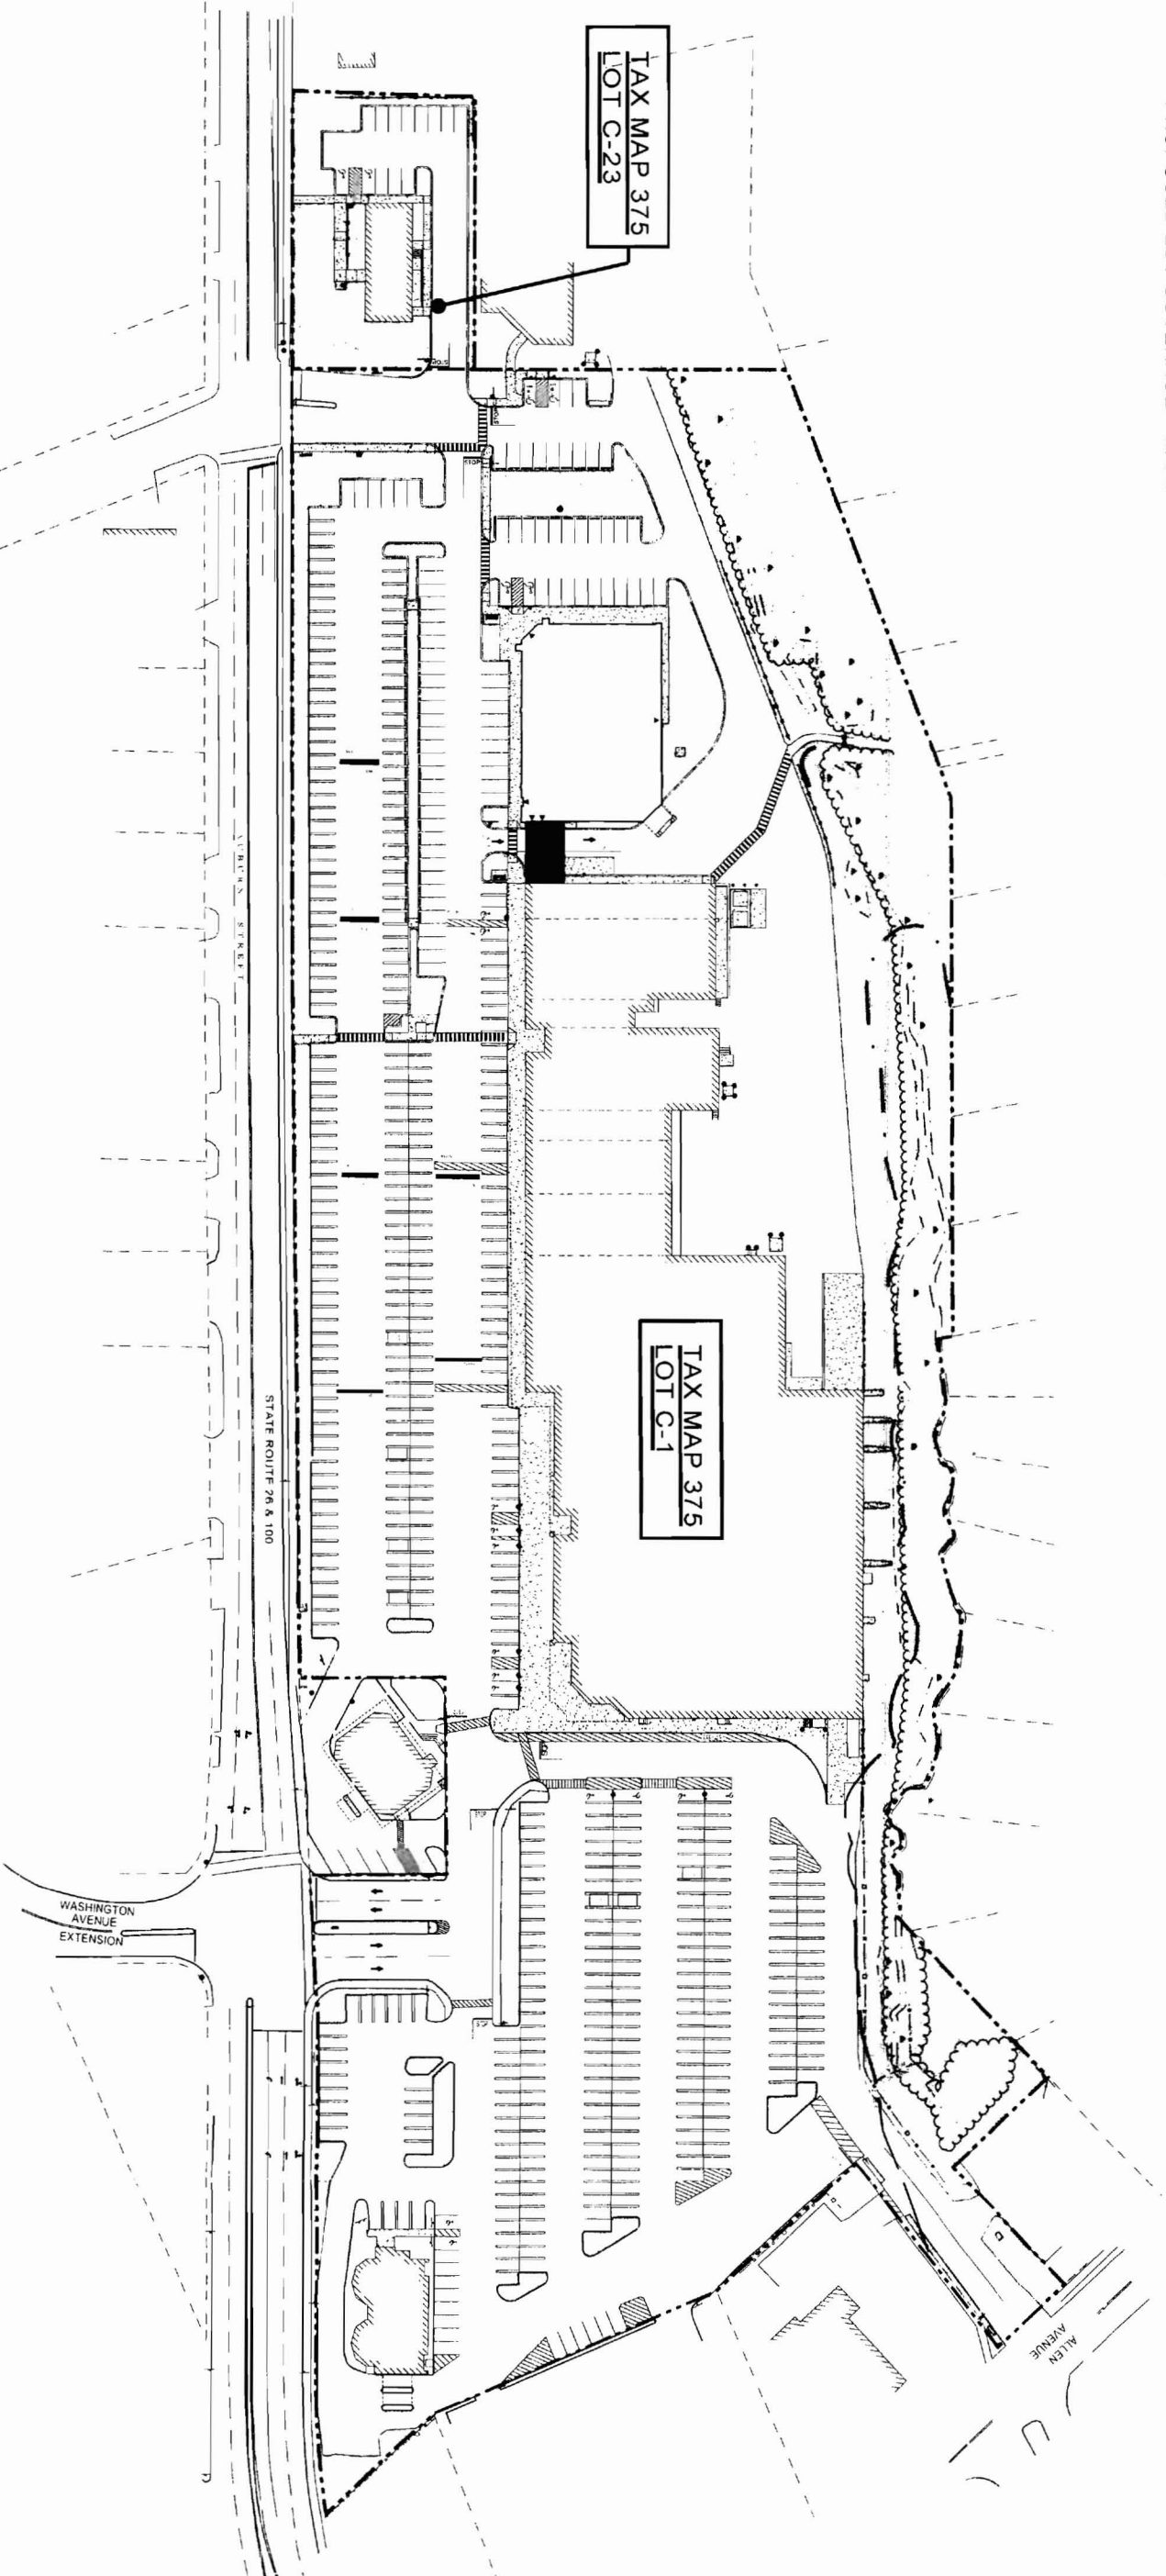 TAX MAP 375
LOT C-23
TAX MAP 375
LOT C-1
AUBURN STREET
STATE ROUTE 26 & 100
WASHINGTON
AVENUE
EXTENSION
ALLEN
AVENUE
STOP